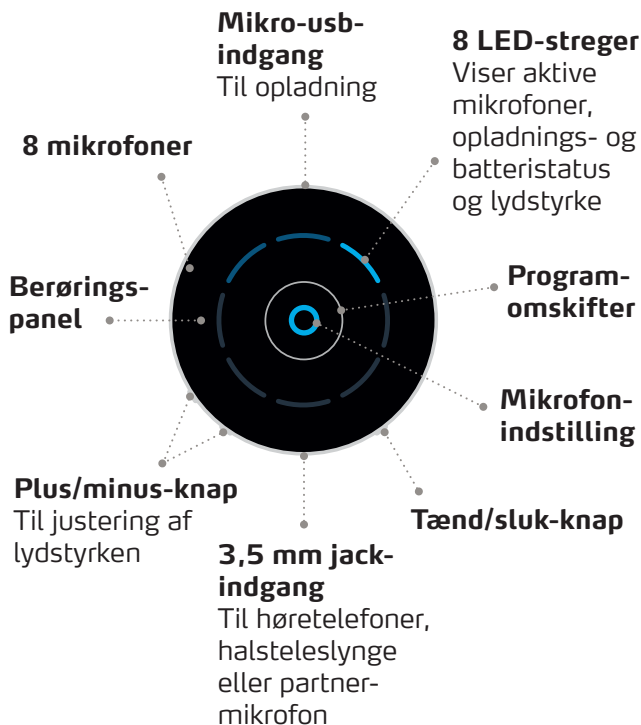 Mikro-usb-
indgang
Til opladning
8 LED-streger
Viser aktive
mikrofoner,
opladnings- og
batteristatus
og lydstyrke
8 mikrofoner
Berørings-
panel
Program-
omskifter
Mikrofon-
indstilling
Plus/minus-knap
Til justering af
lydstyrken
Tænd/sluk-knap
3,5 mm jack-
indgang
Til høretelefoner,
halsteleslynge
eller partner-
mikrofon